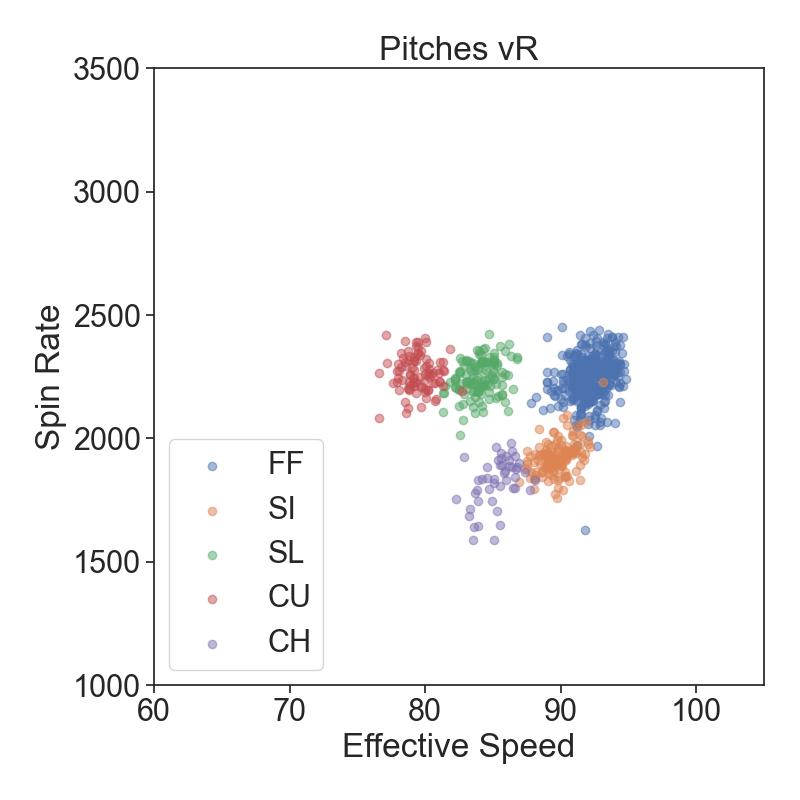 Pitches vR
3500
3000
2500
2000
1500
1000
Spin Rate
FF
SI
SL
CU
CH
60 70 80 90 100
Effective Speed